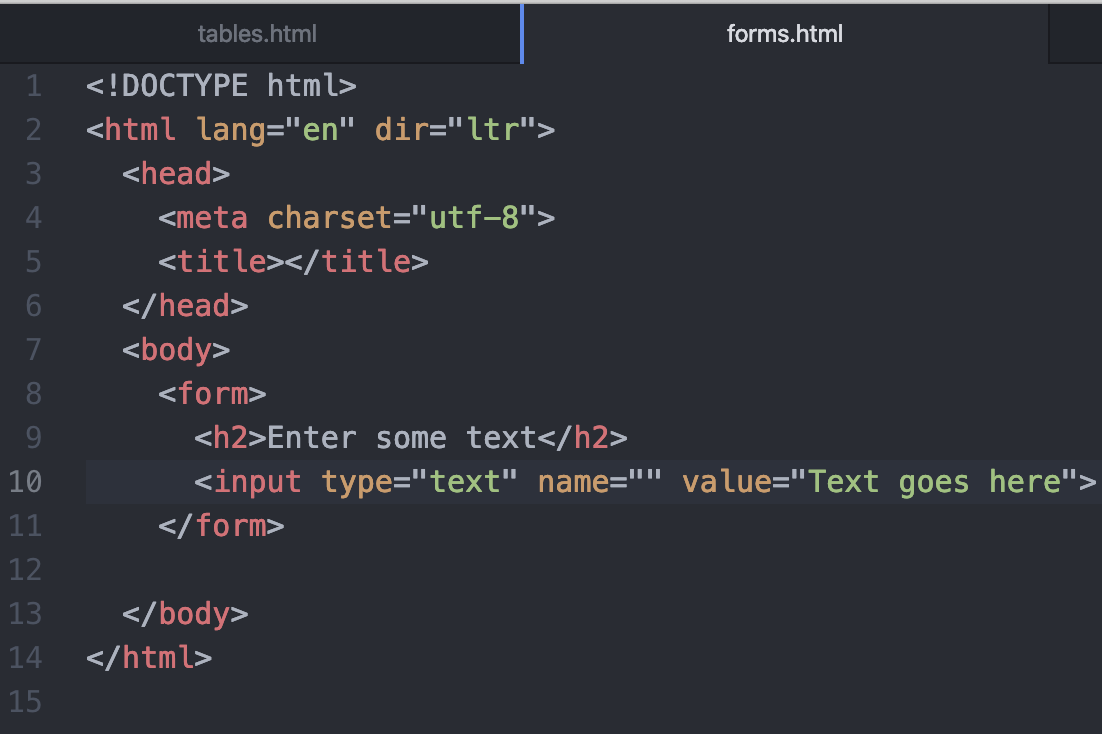 tables.html
forms.html
1 <!DOCTYPE html>
2 <html lang="en" dir="ltr">
3   <head>
4     <meta charset="utf-8">
5     <title></title>
6   </head>
7   <body>
8     <form>
9       <h2>Enter some text</h2>
10       <input type="text" name="" value="Text goes here">
11     </form>
12
13   </body>
14 </html>
15